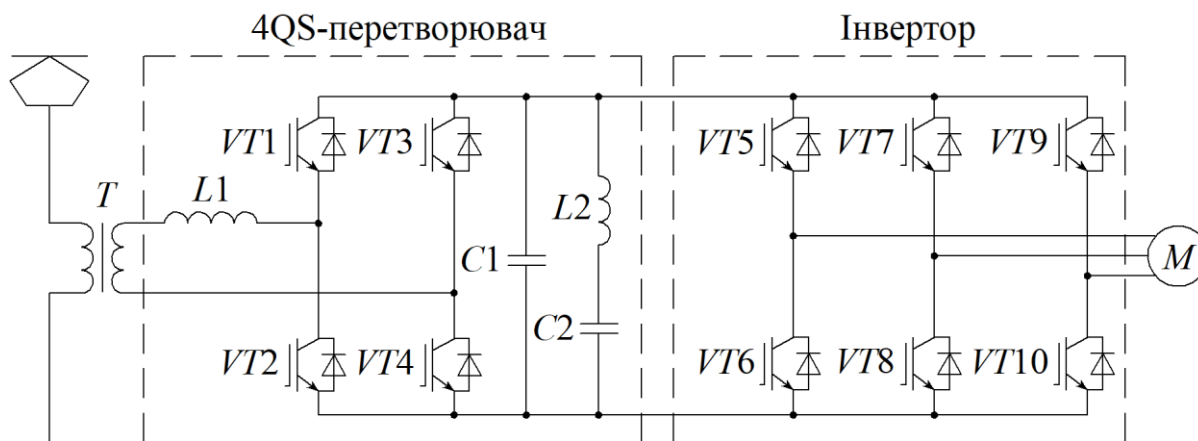 4QS-перетворювач
Інвертор
VT1
VT3
VT5
VT7
VT9
T
L1
L2
C1
M
C2
VT2
VT4
VT6
VT8
VT10